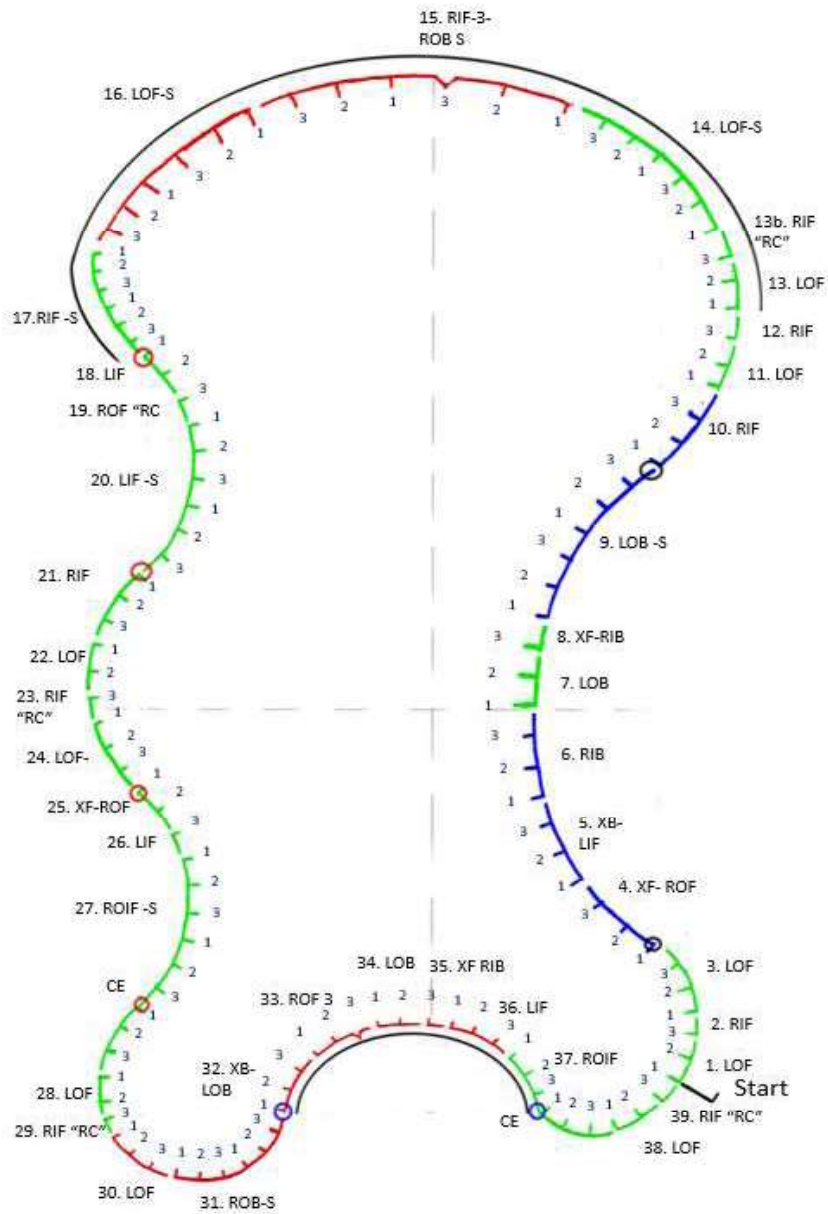 15. RIF-3-
ROB S
16. LOF-S
14. LOF-S
13b. RIF
"RC"
13. LOF
12. RIF
11. LOF
10. RIF
17.RIF -S
18. LIF
19. ROF "RC
20. LIF -S
9. LOB -S
21. RIF
8. XF-RIB
22. LOF
7. LOB
23. RIF
"RC"
6. RIB
24. LOF-
25. XF-ROF
5. XB-
LIF
26. LIF
4. XF- ROF
27. ROIF -S
3. LOF
34. LOB
35. XF RIB
CE
33. ROF 3
36. LIF
2. RIF
32. XB-
LOB
37. ROIF
1. LOF
Start
28. LOF
CE
39. RIF "RC"
29. RIF "RC"
38. LOF
30. LOF
31. ROB-S